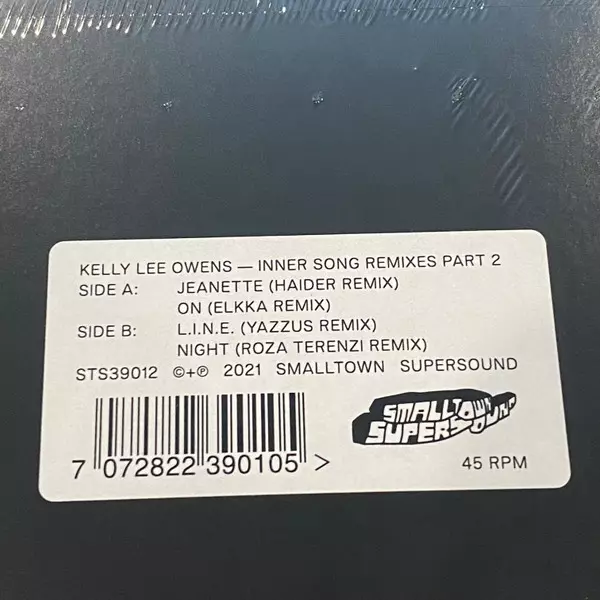 KELLY LEE OWENS — INNER SONG REMIXES PART 2
SIDE A: JEANETTE (HAIDER REMIX)
ON (ELKKA REMIX)
SIDE B: L.I.N.E. (YAZZUS REMIX)
NIGHT (ROZA TERENZI REMIX)
STS39012 ©+℗ 2021 SMALLTOWN SUPERSOUND
SMALLTOWN
SUPERSOUND
7 072822 390105 >
45 RPM